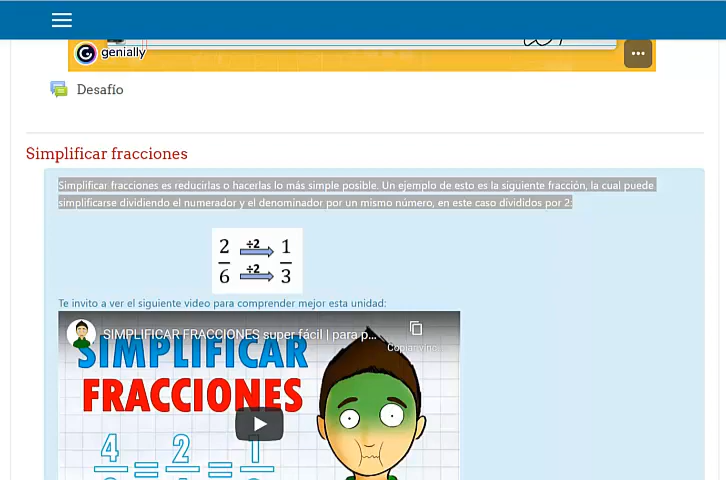 genially
Desafío
Simplificar fracciones
Simplificar fracciones es reducirlas o hacerlas lo más simple posible. Un ejemplo de esto es la siguiente fracción, la cual puede
simplificarse dividiendo el numerador y el denominador por un mismo número, en este caso divididos por 2:
2 ÷2 1
6 ÷2 3
Te invito a ver el siguiente video para comprender mejor esta unidad:
SIMPLIFICAR FRACCIONES super fácil | para p...
Copiar vínc...
SIMPLIFICAR
FRACCIONES
4 = 2 = 1